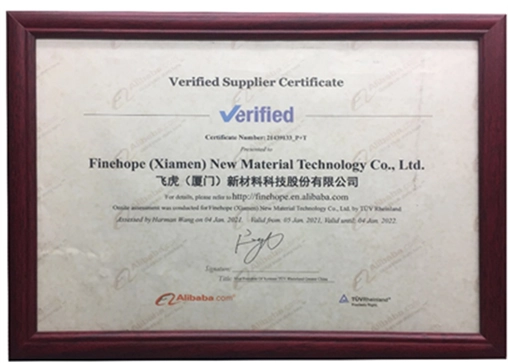 Verified Supplier Certificate
Verified
Certificate Number: 21439133_P+T
Presented to
Finehope (Xiamen) New Material Technology Co., Ltd.
飞虎（厦门）新材料科技股份有限公司
For details, please refer to http://finehope.en.alibaba.com
Onsite assessment was conducted for Finehope (Xiamen) New Material Technology Co., Ltd. by TÜV Rheinland
Assessed by Harman Wang on 04 Jan. 2021, Valid from: 05 Jan. 2021, Valid until: 04 Jan. 2022.
Signature:
Title:
Alibaba.com
TÜVRheinland
Precisely Right.